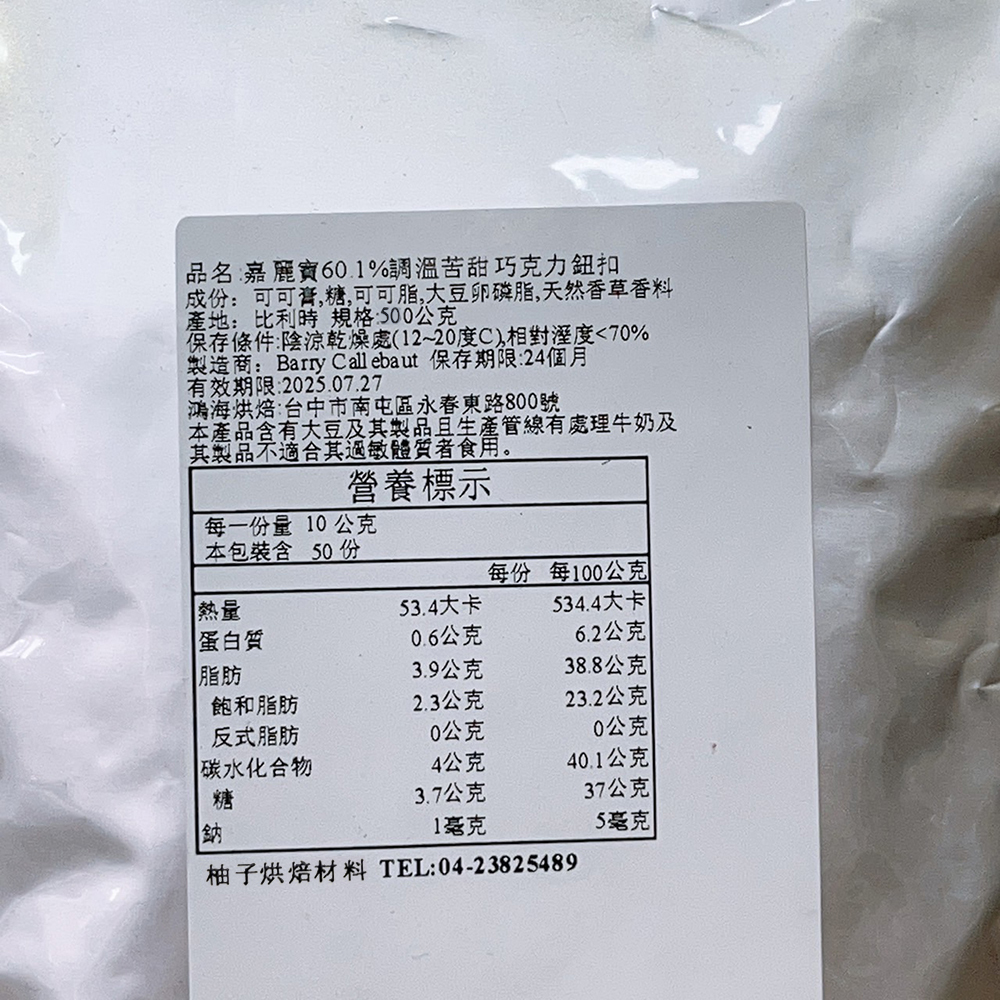 品名:嘉麗寶60.1%調溫苦甜巧克力鈕扣
成份：可可膏,糖,可可脂,大豆卵磷脂,天然香草香料
產地：比利時 規格:500公克
保存條件:陰涼乾燥處(12~20度C),相對溼度<70%
製造商：Barry Callebaut 保存期限:24個月
有效期限:2025.07.27
鴻海烘焙:台中市南屯區永春東路800號
本產品含有大豆及其製品且生產管線有處理牛奶及
其製品不適合其過敏體質者食用。
營養標示
每一份量 10 公克
本包裝含 50 份
每份 每100公克
熱量 53.4大卡 534.4大卡
蛋白質 0.6公克 6.2公克
脂肪 3.9公克 38.8公克
飽和脂肪 2.3公克 23.2公克
反式脂肪 0公克 0公克
碳水化合物 4公克 40.1公克
糖 3.7公克 37公克
鈉 1毫克 5毫克
柚子烘焙材料 TEL:04-23825489